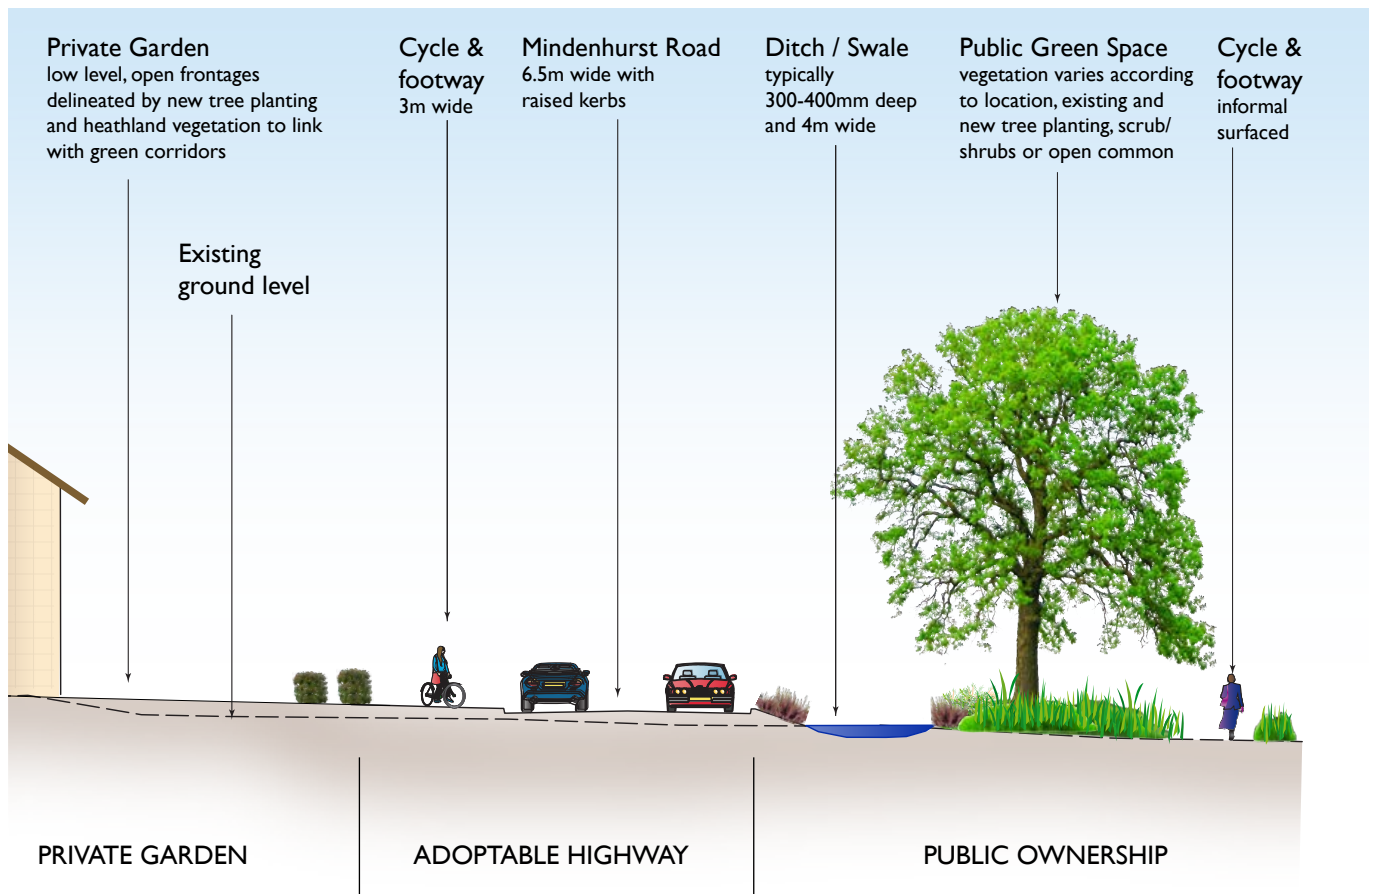 Private Garden
low level, open frontages
delineated by new tree planting
and heathland vegetation to link
with green corridors
Existing
ground level
Cycle &
footway
3m wide
Mindenhurst Road
6.5m wide with
raised kerbs
Ditch / Swale
typically
300-400mm deep
and 4m wide
Public Green Space
vegetation varies according
to location, existing and
new tree planting, scrub/
shrubs or open common
Cycle &
footway
informal
surfaced
PRIVATE GARDEN
ADOPTABLE HIGHWAY
PUBLIC OWNERSHIP